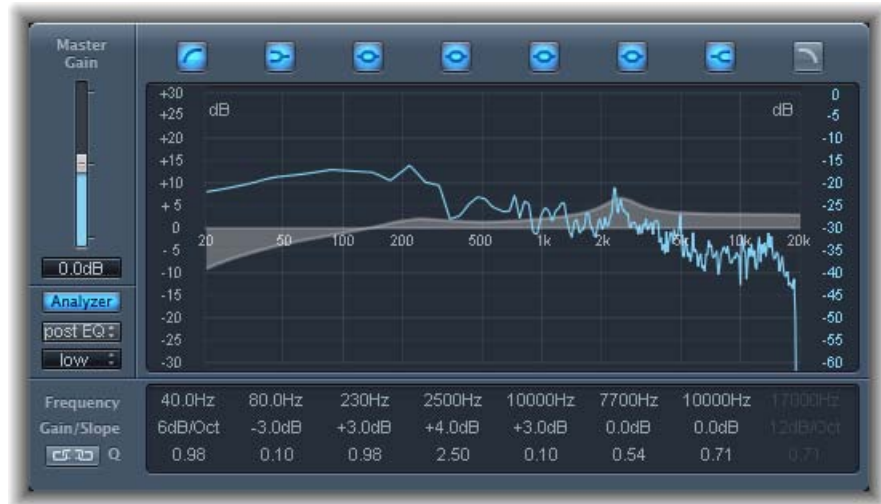 Master
Gain
dB dB
+30 0
+25 -5
+20 -10
+15 -15
+10 -20
+5 -25
0 -30
20 50 100 200 500 1k 2k 5k 10k 20k
-5 -35
-10 -40
-15 -45
-20 -50
-25 -55
-30 -60
0.0dB
Analyzer
post EQ
low
Frequency 40.0Hz 80.0Hz 230Hz 2500Hz 10000Hz 7700Hz 10000Hz 17000Hz
Gain/Slope 6dB/Oct -3.0dB +3.0dB +4.0dB +3.0dB 0.0dB 0.0dB 12dB/Oct
Q 0.98 0.10 0.98 2.50 0.10 0.54 0.71 0.71